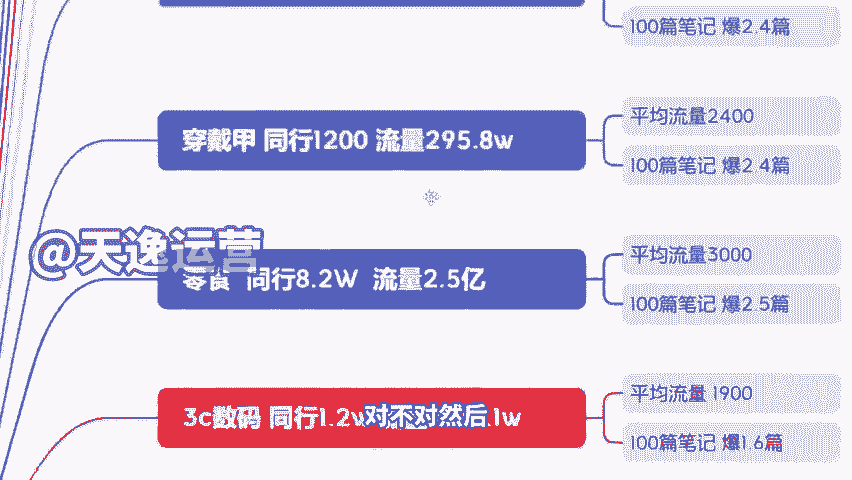 100篇笔记 爆2.4篇
穿戴甲 同行1200 流量295.8w
平均流量2400
100篇笔记 爆2.4篇
@天逸运营
零食 同行8.2W 流量2.5亿
平均流量3000
100篇笔记 爆2.5篇
3c数码 同行1.2w
对不对然后
.1w
平均流量 1900
100篇笔记 爆1.6篇